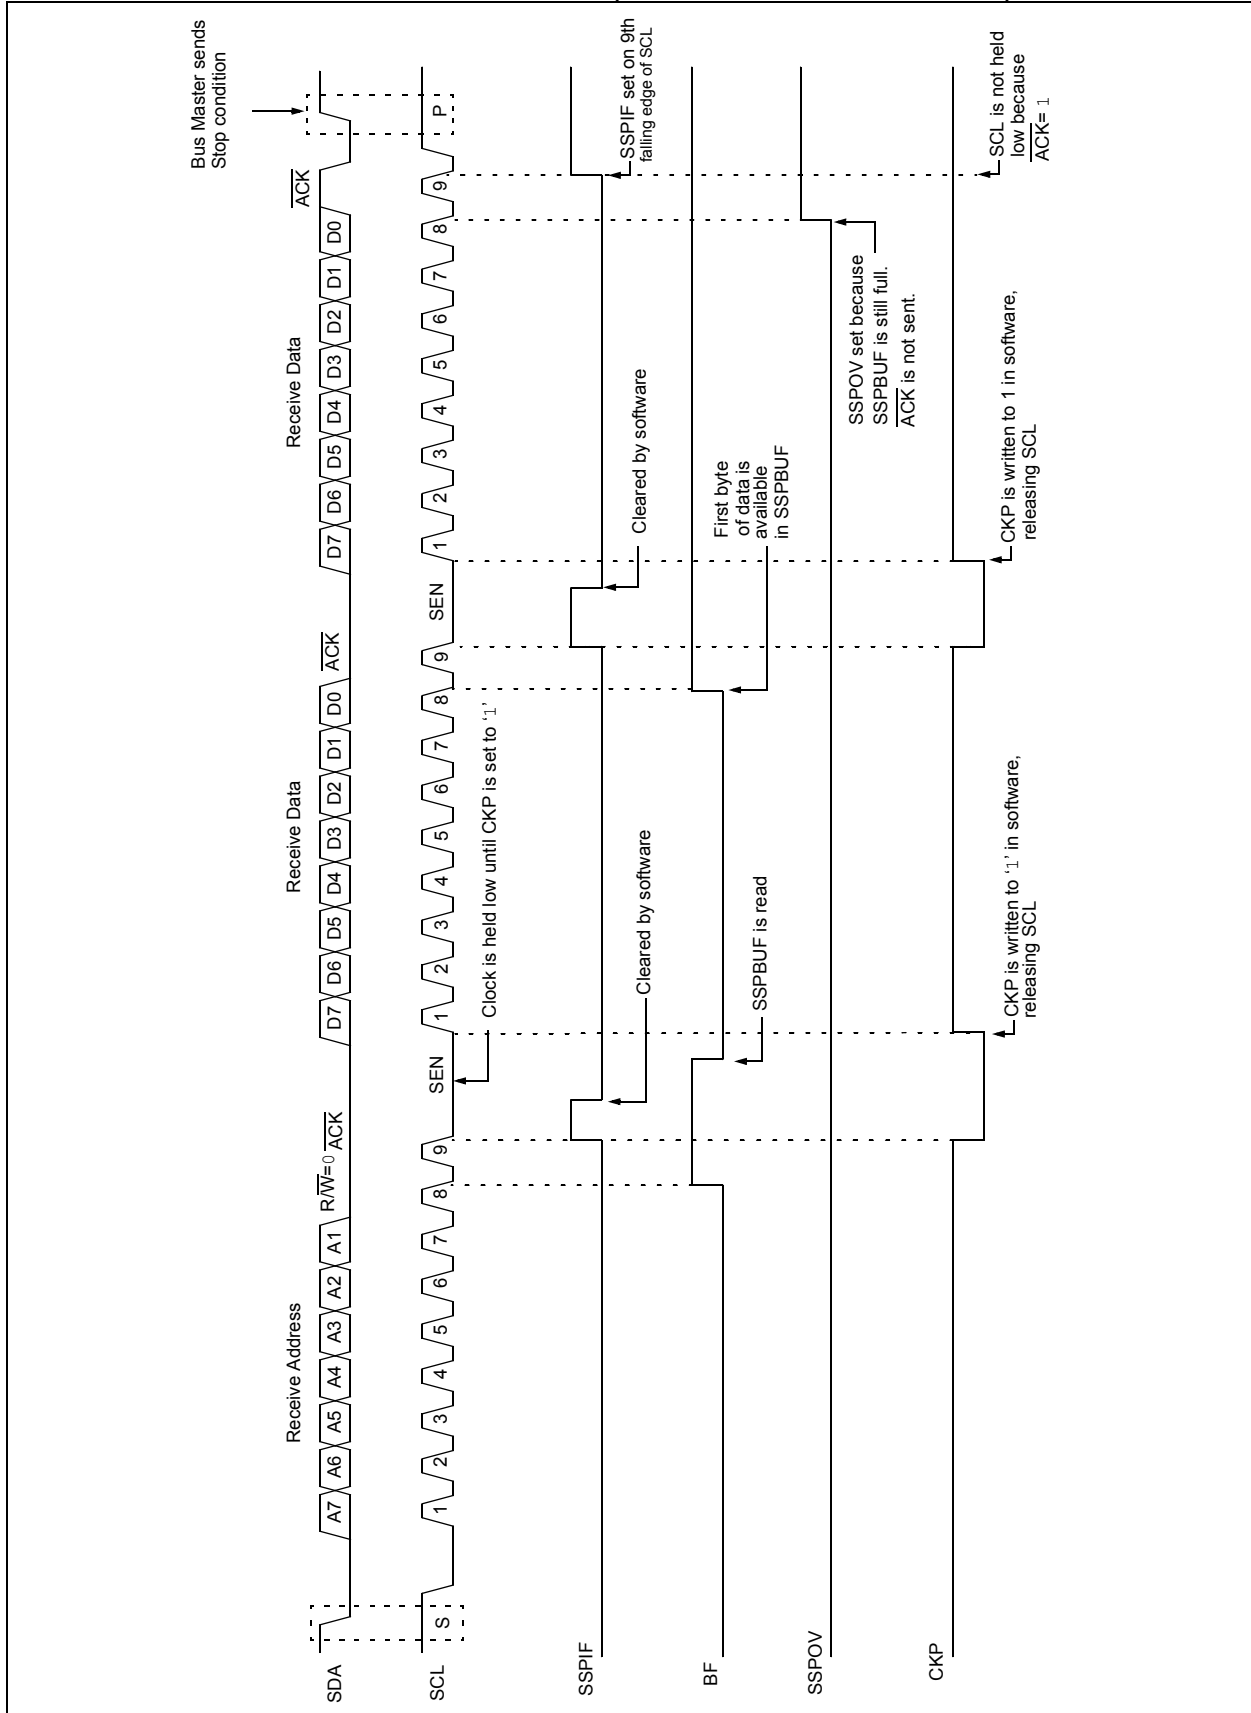 Bus Master sends
Stop condition
Receive Address
Receive Data
Receive Data
SDA
A7 A6 A5 A4 A3 A2 A1 R/W=0 ACK D7 D6 D5 D4 D3 D2 D1 D0 ACK D7 D6 D5 D4 D3 D2 D1 D0 ACK
SCL
S 1 2 3 4 5 6 7 8 9 SEN 1 2 3 4 5 6 7 8 9 SEN 1 2 3 4 5 6 7 8 9 P
Clock is held low until CKP is set to ‘1’
SSPIF
Cleared by software
Cleared by software
SSPIF set on 9th
falling edge of SCL
BF
SSPBUF is read
First byte
of data is
available
in SSPBUF
SSPOV
SSPOV set because
SSPBUF is still full.
ACK is not sent.
CKP
CKP is written to ‘1’ in software,
releasing SCL
CKP is written to 1 in software,
releasing SCL
SCL is not held
low because
ACK= 1